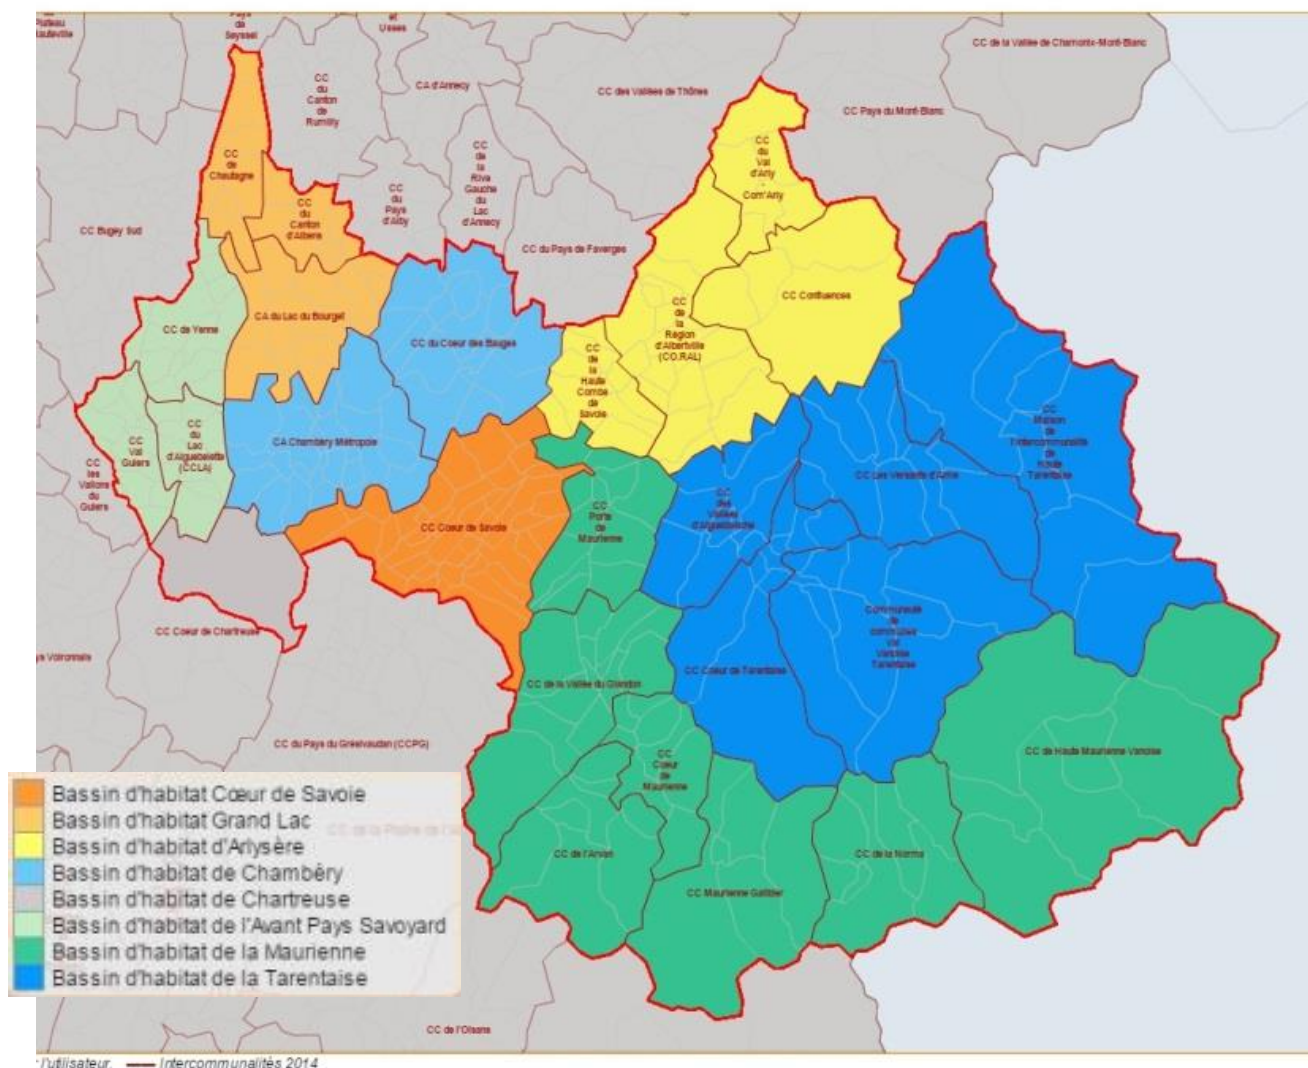 Plateau
Hauteville
Pays
de
Seyssel
et
Usses
CC
du
Canton
de
Rumilly
CA d'Annecy
CC des Vallées de Thônes
CC de la Vallée de Chamonix-Mont-Blanc
CC Pays du Mont-Blanc
CC
de
Chautagne
CC
du
Canton
d'Albens
CC
du
Pays
d'Alby
CC
de
la
Rive
Gauche
du
Lac
d'Annecy
CC
du
Val
d'Arly
-
Com'Arly
CC Bugey Sud
CC du Pays de Faverges
CC Confluences
CC de Yenne
CA du Lac du Bourget
CC du Coeur des Bauges
CC
de
la
Région
d'Albertville
(CO.RAL)
CC
de
la
Haute
Combe
de
Savoie
CC
Val
Guiers
CC
du
Lac
d'Aiguebelette
(CCLA)
CA Chambéry Métropole
CC
les
Vallons
du
Guiers
CC Coeur de Savoie
CC
Porte
de
Maurienne
CC
des
Vallées
d'Aigueblanche
CC Les Versants d'Aime
CC
Maison
de
l'Intercommunalité
de
Haute
Tarentaise
CC Coeur de Chartreuse
Communauté
de
communes
Val
Vanoise
Tarentaise
CC Coeur de Tarentaise
CC de la Vallée du Glandon
CC du Pays du Grésivaudan (CCPG)
CC
Cœur
de
Maurienne
CC de Haute Maurienne Vanoise
CC de l'Arvan
CC Maurienne Galibier
CC de la Norma
CC de l'Oisans
Bassin d'habitat Cœur de Savoie
Bassin d'habitat Grand Lac
Bassin d'habitat d'Arlysère
Bassin d'habitat de Chambéry
Bassin d'habitat de Chartreuse
Bassin d'habitat de l'Avant Pays Savoyard
Bassin d'habitat de la Maurienne
Bassin d'habitat de la Tarentaise
l'utilisateur. Intercommunalités 2014